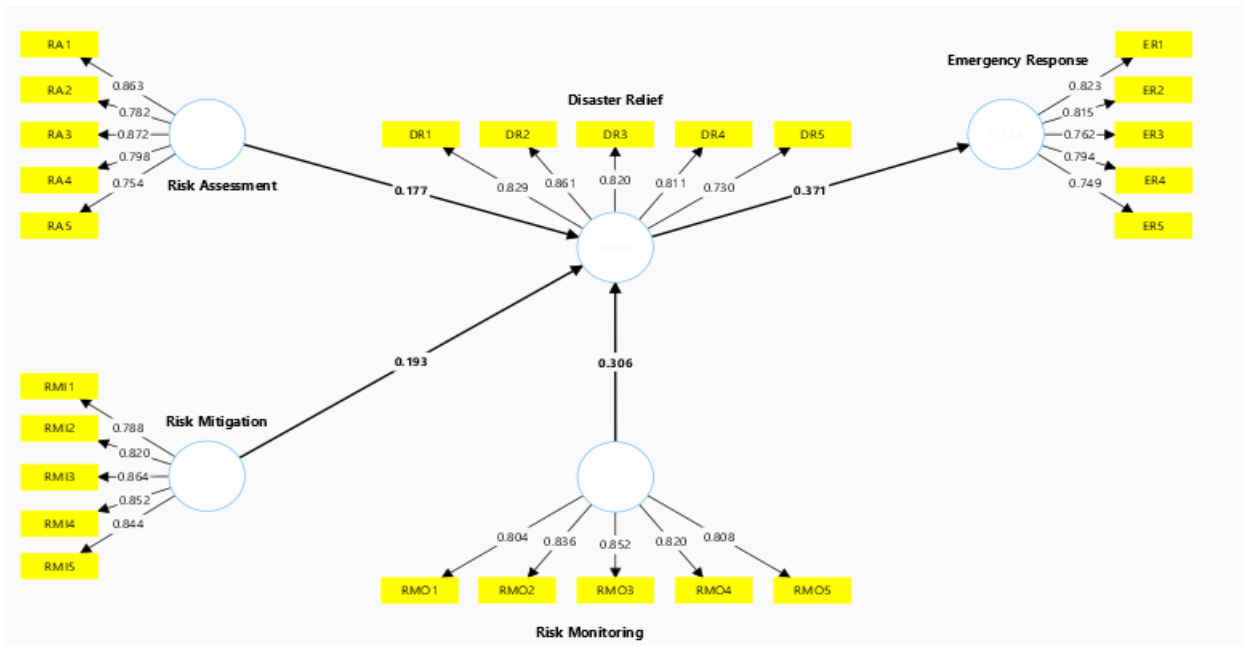 RA1
RA2
RA3
RA4
RA5
0.863
0.782
0.872
0.798
0.754
Risk Assessment
0.177
Disaster Relief
DR1
DR2
DR3
DR4
DR5
0.829
0.861
0.820
0.811
0.730
0.371
Emergency Response
ER1
ER2
ER3
ER4
ER5
0.823
0.815
0.762
0.794
0.749
RMI1
RMI2
RMI3
RMI4
RMI5
0.788
0.820
0.864
0.852
0.844
Risk Mitigation
0.193
0.306
0.804
0.836
0.852
0.820
0.808
RMO1
RMO2
RMO3
RMO4
RMO5
Risk Monitoring